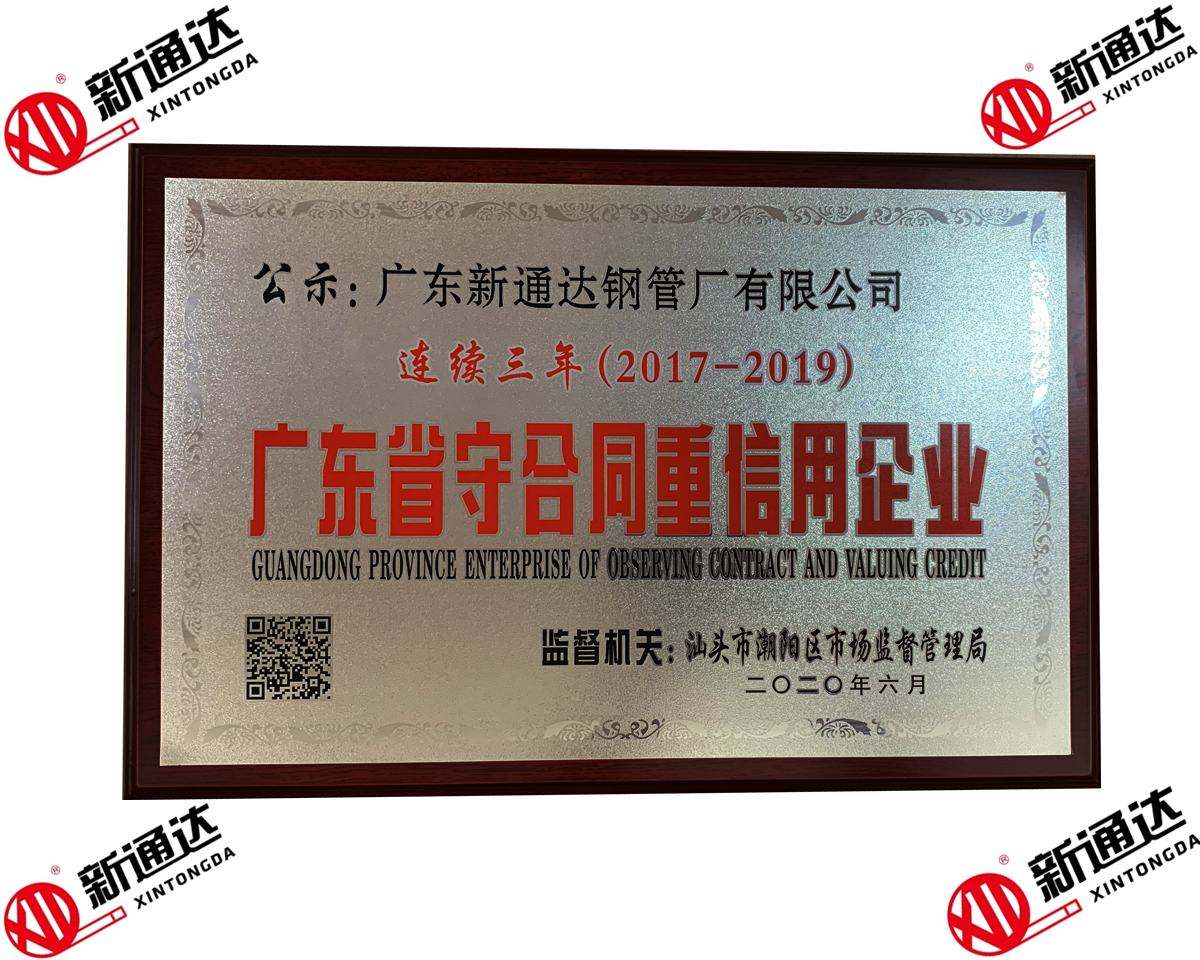 新通达
®
XINTONGDA
新通达
®
XINTONGDA
公示：广东新通达钢管厂有限公司
连续三年（2017-2019）
广东省守合同重信用企业
GUANGDONG PROVINCE ENTERPRISE OF OBSERVING CONTRACT AND VALUING CREDIT
监督机关：汕头市潮阳区市场监督管理局
二〇二〇年六月
新通达
®
XINTONGDA
新通达
®
XINTONGDA